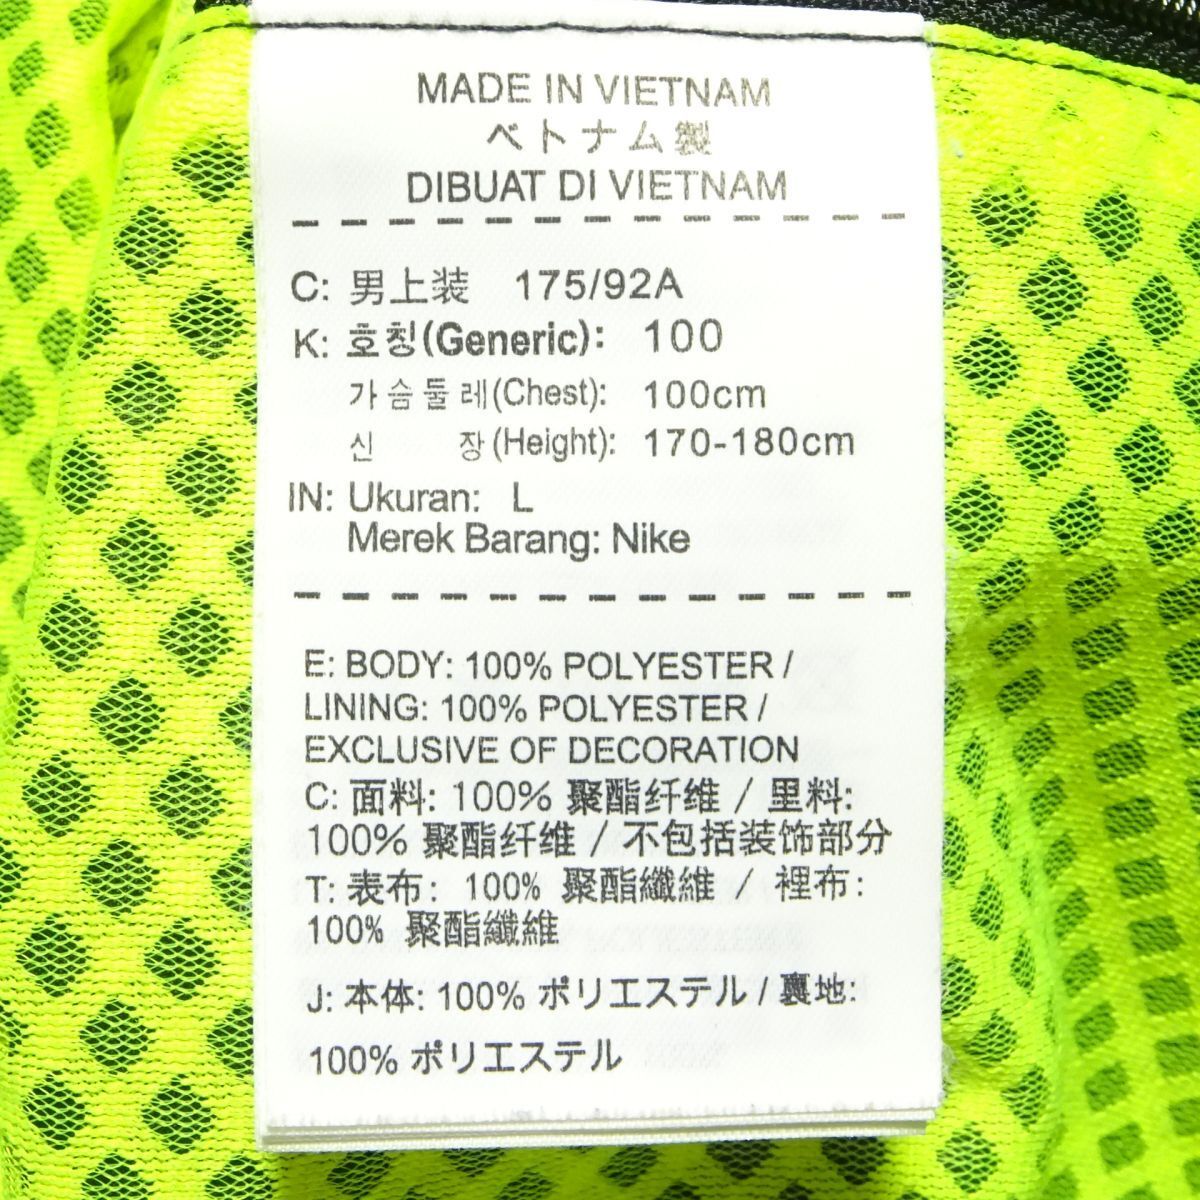 MADE IN VIETNAM
ベトナム製
DIBUAT DI VIETNAM
C: 男上装 175/92A
K: 호칭(Generic): 100
가슴둘레(Chest): 100cm
신 장(Height): 170-180cm
IN: Ukuran: L
Merek Barang: Nike
E: BODY: 100% POLYESTER /
LINING: 100% POLYESTER /
EXCLUSIVE OF DECORATION
C: 面料: 100% 聚酯纤维 / 里料:
100% 聚酯纤维 / 不包括装饰部分
T: 表布: 100% 聚酯纖維 / 裡布:
100% 聚酯纖維
J: 本体: 100% ポリエステル / 裏地:
100% ポリエステル